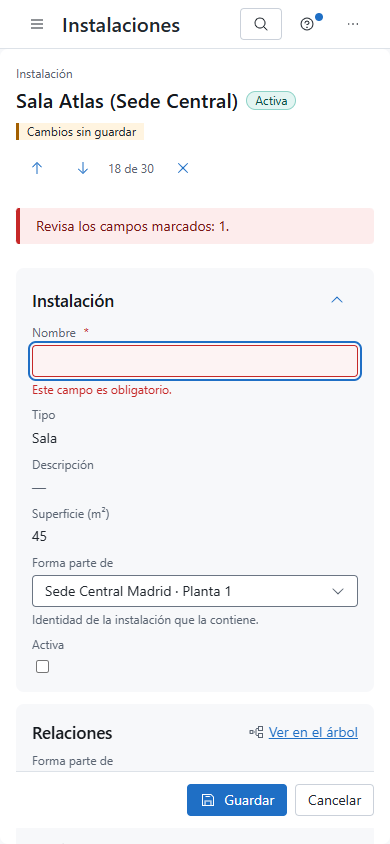 Instalaciones
Instalación
Sala Atlas (Sede Central) Activa
Cambios sin guardar
18 de 30
Revisa los campos marcados: 1.
Instalación
Nombre *
Este campo es obligatorio.
Tipo
Sala
Descripción
—
Superficie (m²)
45
Forma parte de
Sede Central Madrid · Planta 1
Identidad de la instalación que la contiene.
Activa
Relaciones Ver en el árbol
Forma parte de
Guardar Cancelar